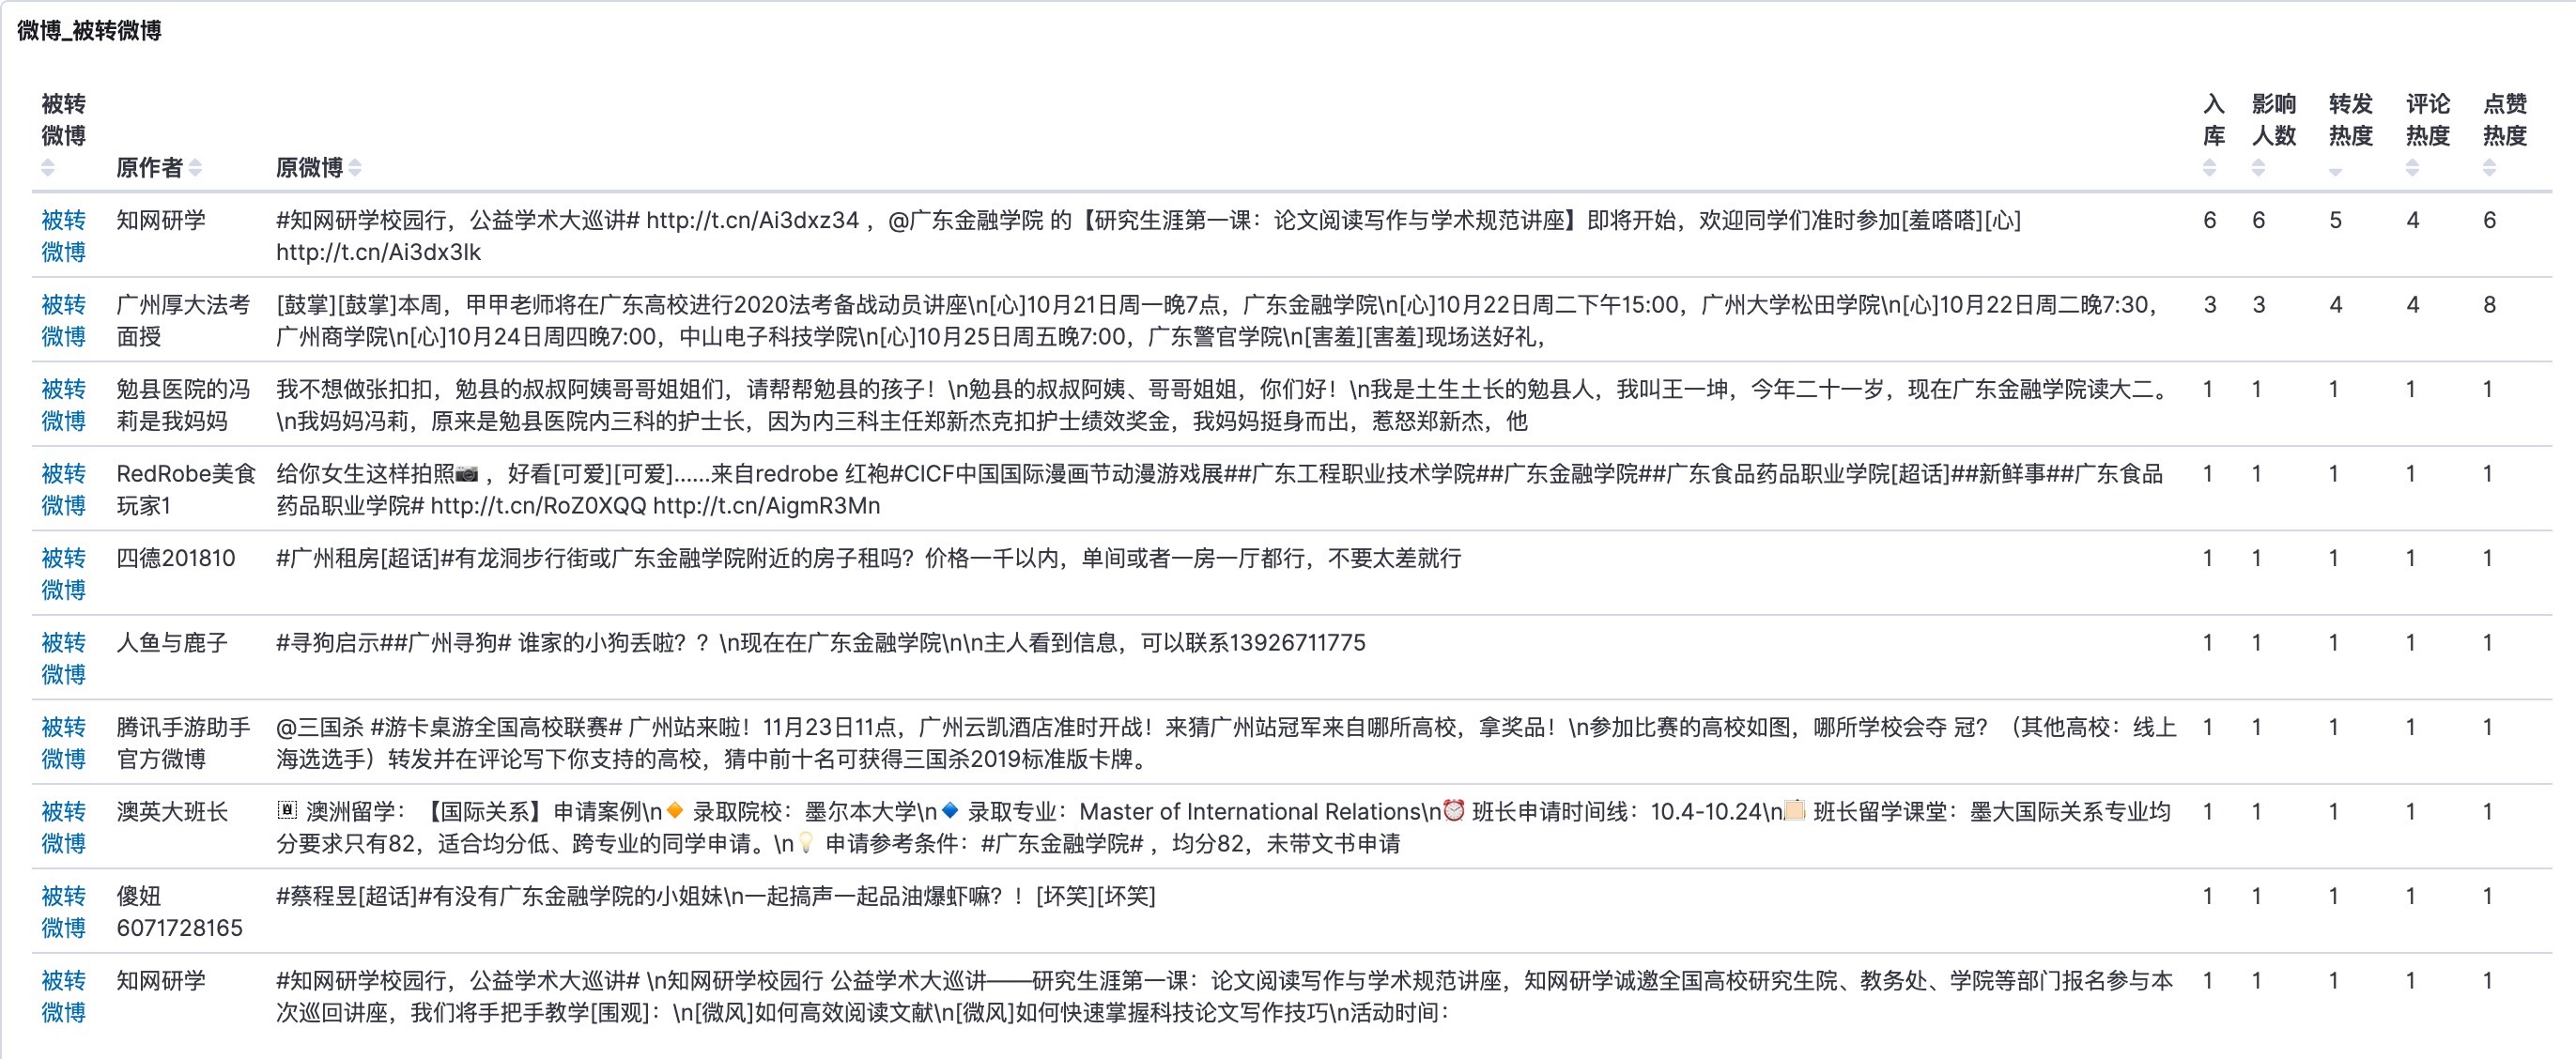 微博_被转微博
被转 入 影响 转发 评论 点赞
微博 库 人数 热度 热度 热度
原作者 原微博
被转 知网研学 #知网研学校园行，公益学术大巡讲# http://t.cn/Ai3dxz34 ，@广东金融学院 的【研究生涯第一课：论文阅读写作与学术规范讲座】即将开始，欢迎同学们准时参加[羞嗒嗒][心] 6 6 5 4 6
微博 http://t.cn/Ai3dx3lk
被转 广州厚大法考 [鼓掌][鼓掌]本周，甲甲老师将在广东高校进行2020法考备战动员讲座\n[心]10月21日周一晚7点，广东金融学院\n[心]10月22日周二下午15:00，广州大学松田学院\n[心]10月22日周二晚7:30， 3 3 4 4 8
微博 面授 广州商学院\n[心]10月24日周四晚7:00，中山电子科技学院\n[心]10月25日周五晚7:00，广东警官学院\n[害羞][害羞]现场送好礼，
被转 勉县医院的冯 我不想做张扣扣，勉县的叔叔阿姨哥哥姐姐们，请帮帮勉县的孩子！\n勉县的叔叔阿姨、哥哥姐姐，你们好！\n我是土生土长的勉县人，我叫王一坤，今年二十一岁，现在广东金融学院读大二。 1 1 1 1 1
微博 莉是我妈妈 \n我妈妈冯莉，原来是勉县医院内三科的护士长，因为内三科主任郑新杰克扣护士绩效奖金，我妈妈挺身而出，惹怒郑新杰，他
被转 RedRobe美食 给你女生这样拍照📷 ，好看[可爱][可爱]......来自redrobe 红袍#CICF中国国际漫画节动漫游戏展##广东工程职业技术学院##广东金融学院##广东食品药品职业学院[超话]##新鲜事##广东食品 1 1 1 1 1
微博 玩家1 药品职业学院# http://t.cn/RoZ0XQQ http://t.cn/AigmR3Mn
被转 四德201810 #广州租房[超话]#有龙洞步行街或广东金融学院附近的房子租吗？价格一千以内，单间或者一房一厅都行，不要太差就行 1 1 1 1 1
微博
被转 人鱼与鹿子 #寻狗启示##广州寻狗# 谁家的小狗丢啦？？\n现在在广东金融学院\n\n主人看到信息，可以联系13926711775 1 1 1 1 1
微博
被转 腾讯手游助手 @三国杀 #游卡桌游全国高校联赛# 广州站来啦！11月23日11点，广州云凯酒店准时开战！来猜广州站冠军来自哪所高校，拿奖品！\n参加比赛的高校如图，哪所学校会夺 冠？（其他高校：线上 1 1 1 1 1
微博 官方微博 海选选手）转发并在评论写下你支持的高校，猜中前十名可获得三国杀2019标准版卡牌。
被转 澳英大班长 澳洲留学：【国际关系】申请案例\n🔶 录取院校：墨尔本大学\n🔷 录取专业：Master of International Relations\n⏰ 班长申请时间线：10.4-10.24\n 班长留学课堂：墨大国际关系专业均 1 1 1 1 1
微博 分要求只有82，适合均分低、跨专业的同学申请。\n💡 申请参考条件：#广东金融学院# ，均分82，未带文书申请
被转 傻妞 #蔡程昱[超话]#有没有广东金融学院的小姐妹\n一起搞声一起品油爆虾嘛？！[坏笑][坏笑] 1 1 1 1 1
微博 6071728165
被转 知网研学 #知网研学校园行，公益学术大巡讲# \n知网研学校园行 公益学术大巡讲——研究生涯第一课：论文阅读写作与学术规范讲座，知网研学诚邀全国高校研究生院、教务处、学院等部门报名参与本 1 1 1 1 1
微博 次巡回讲座，我们将手把手教学[围观]：\n[微风]如何高效阅读文献\n[微风]如何快速掌握科技论文写作技巧\n活动时间：